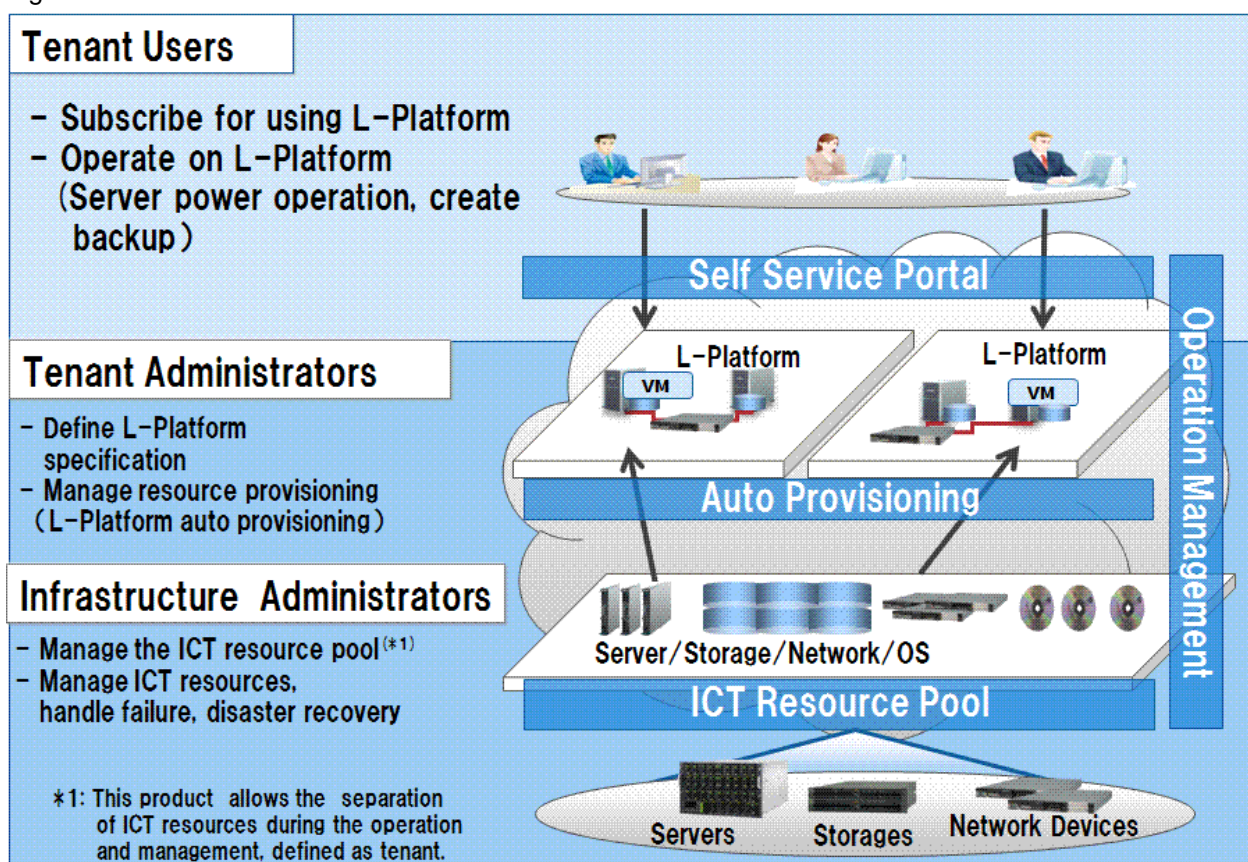 Tenant Users
- Subscribe for using L-Platform
- Operate on L-Platform
(Server power operation, create
backup)
Self Service Portal
Operation Management
L-Platform
VM
L-Platform
VM
Tenant Administrators
- Define L-Platform
specification
- Manage resource provisioning
(L-Platform auto provisioning)
Auto Provisioning
Infrastructure Administrators
- Manage the ICT resource pool(*1)
- Manage ICT resources,
handle failure, disaster recovery
Server/Storage/Network/OS
ICT Resource Pool
*1: This product allows the separation
of ICT resources during the operation
and management, defined as tenant.
Servers
Storages
Network Devices